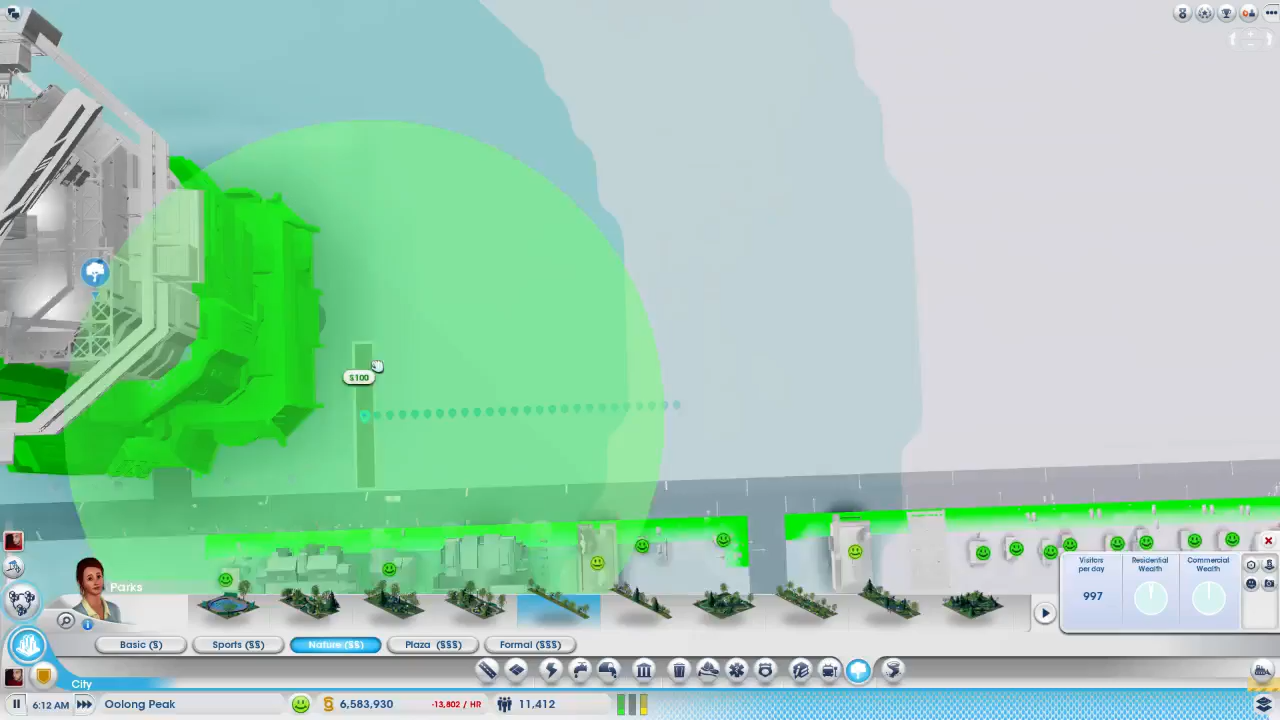 $100
Visitors per day
Residential Wealth
Commercial Wealth
997
Parks
Basic ($)
Sports ($$)
Nature ($$)
Plaza ($$$)
Formal ($$$)
City
6:12 AM
Oolong Peak
6,583,930
-13,802 / HR
11,412